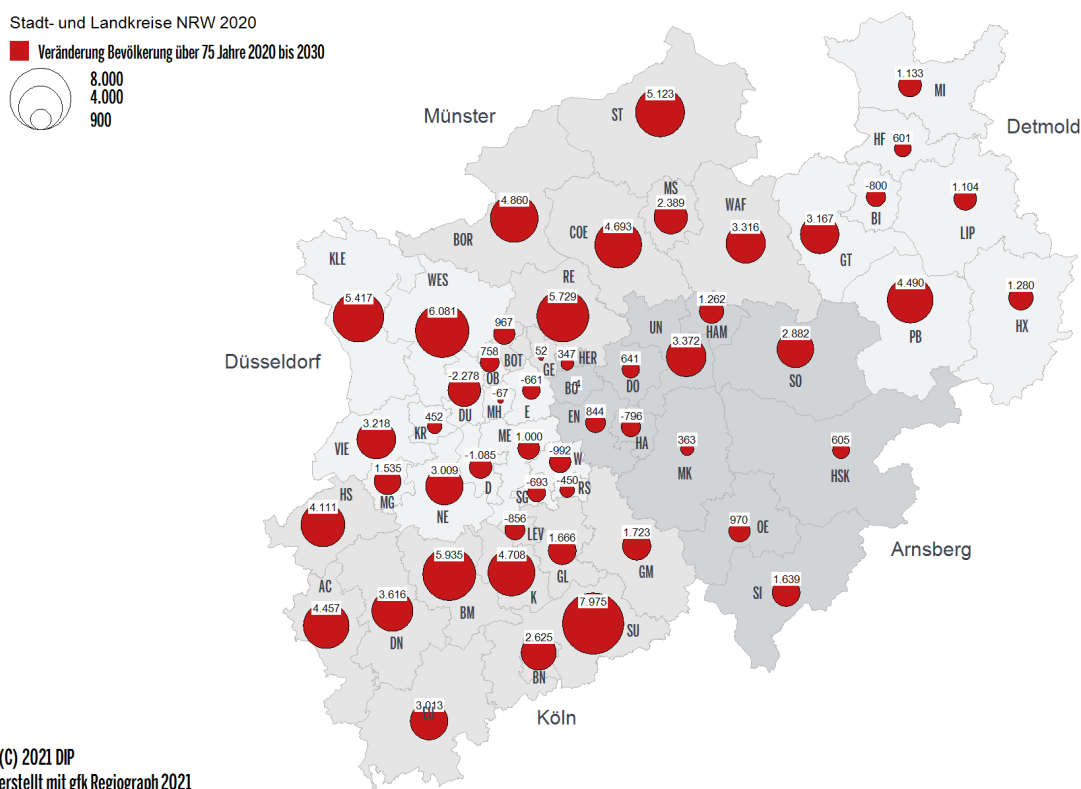 Stadt- und Landkreise NRW 2020
Veränderung Bevölkerung über 75 Jahre 2020 bis 2030
8.000
4.000
900
Münster
Detmold
Düsseldorf
Arnsberg
Köln
1.133
MI
5.123
ST
HF
601
-800
BI
1.104
LIP
MS
2.389
WAF
3.316
3.167
GT
4.860
BOR
COE
4.693
KLE
5.417
WES
6.081
RE
5.729
4.490
PB
1.280
HX
1.262
HAM
UN
3.372
2.882
SO
967
BOT
758
OB
52
GE
347
HER
641
DO
-2.278
DU
-67
MH
-661
E
BO
4
EN
844
-796
HA
363
MK
605
HSK
3.218
VIE
452
KR
ME
1.000
-992
W
1.535
MG
3.009
NE
-1.085
D
-693
SG
-450
RS
HS
4.111
-856
LEV
1.666
GL
1.723
GM
970
OE
1.639
SI
AC
4.457
3.616
DN
5.935
BM
4.708
K
7.975
SU
2.625
BN
3.013
EU
(C) 2021 DIP
erstellt mit gfk Regiograph 2021